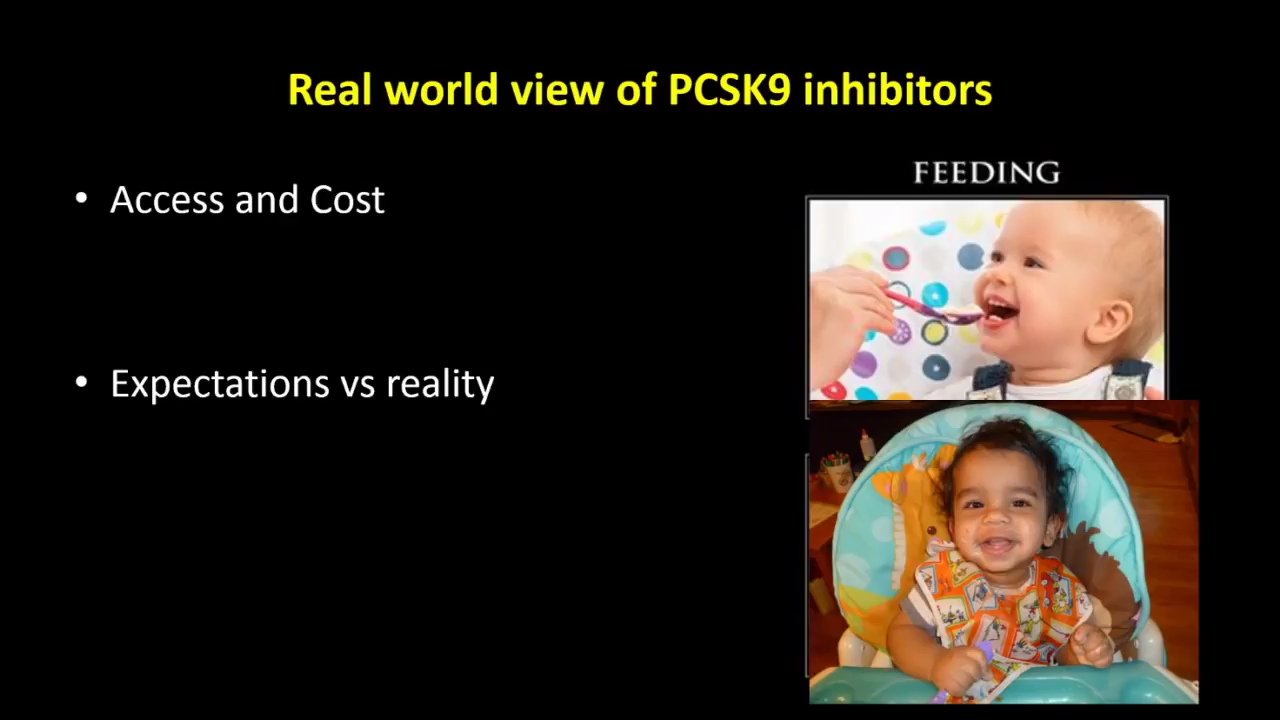 Real world view of PCSK9 inhibitors
• Access and Cost
FEEDING
• Expectations vs reality